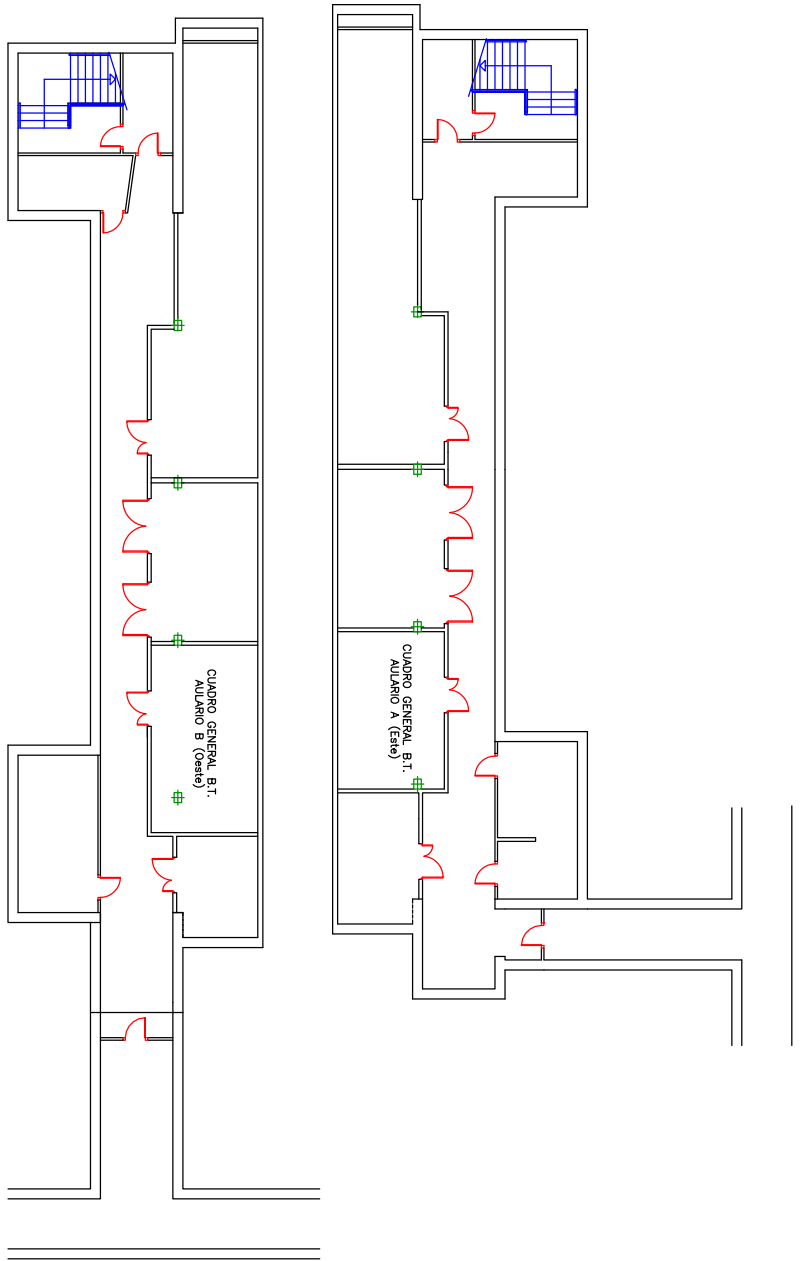 CUADRO GENERAL B.T.
AULARIO B (Oeste)
CUADRO GENERAL B.T.
AULARIO A (Este)